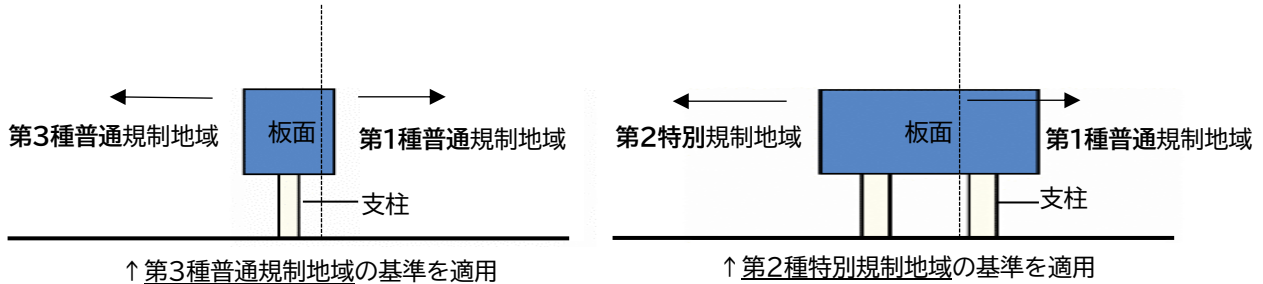 第3種普通規制地域
板面
第1種普通規制地域
支柱
↑第3種普通規制地域の基準を適用
第2特別規制地域
板面
第1種普通規制地域
支柱
↑第2種特別規制地域の基準を適用